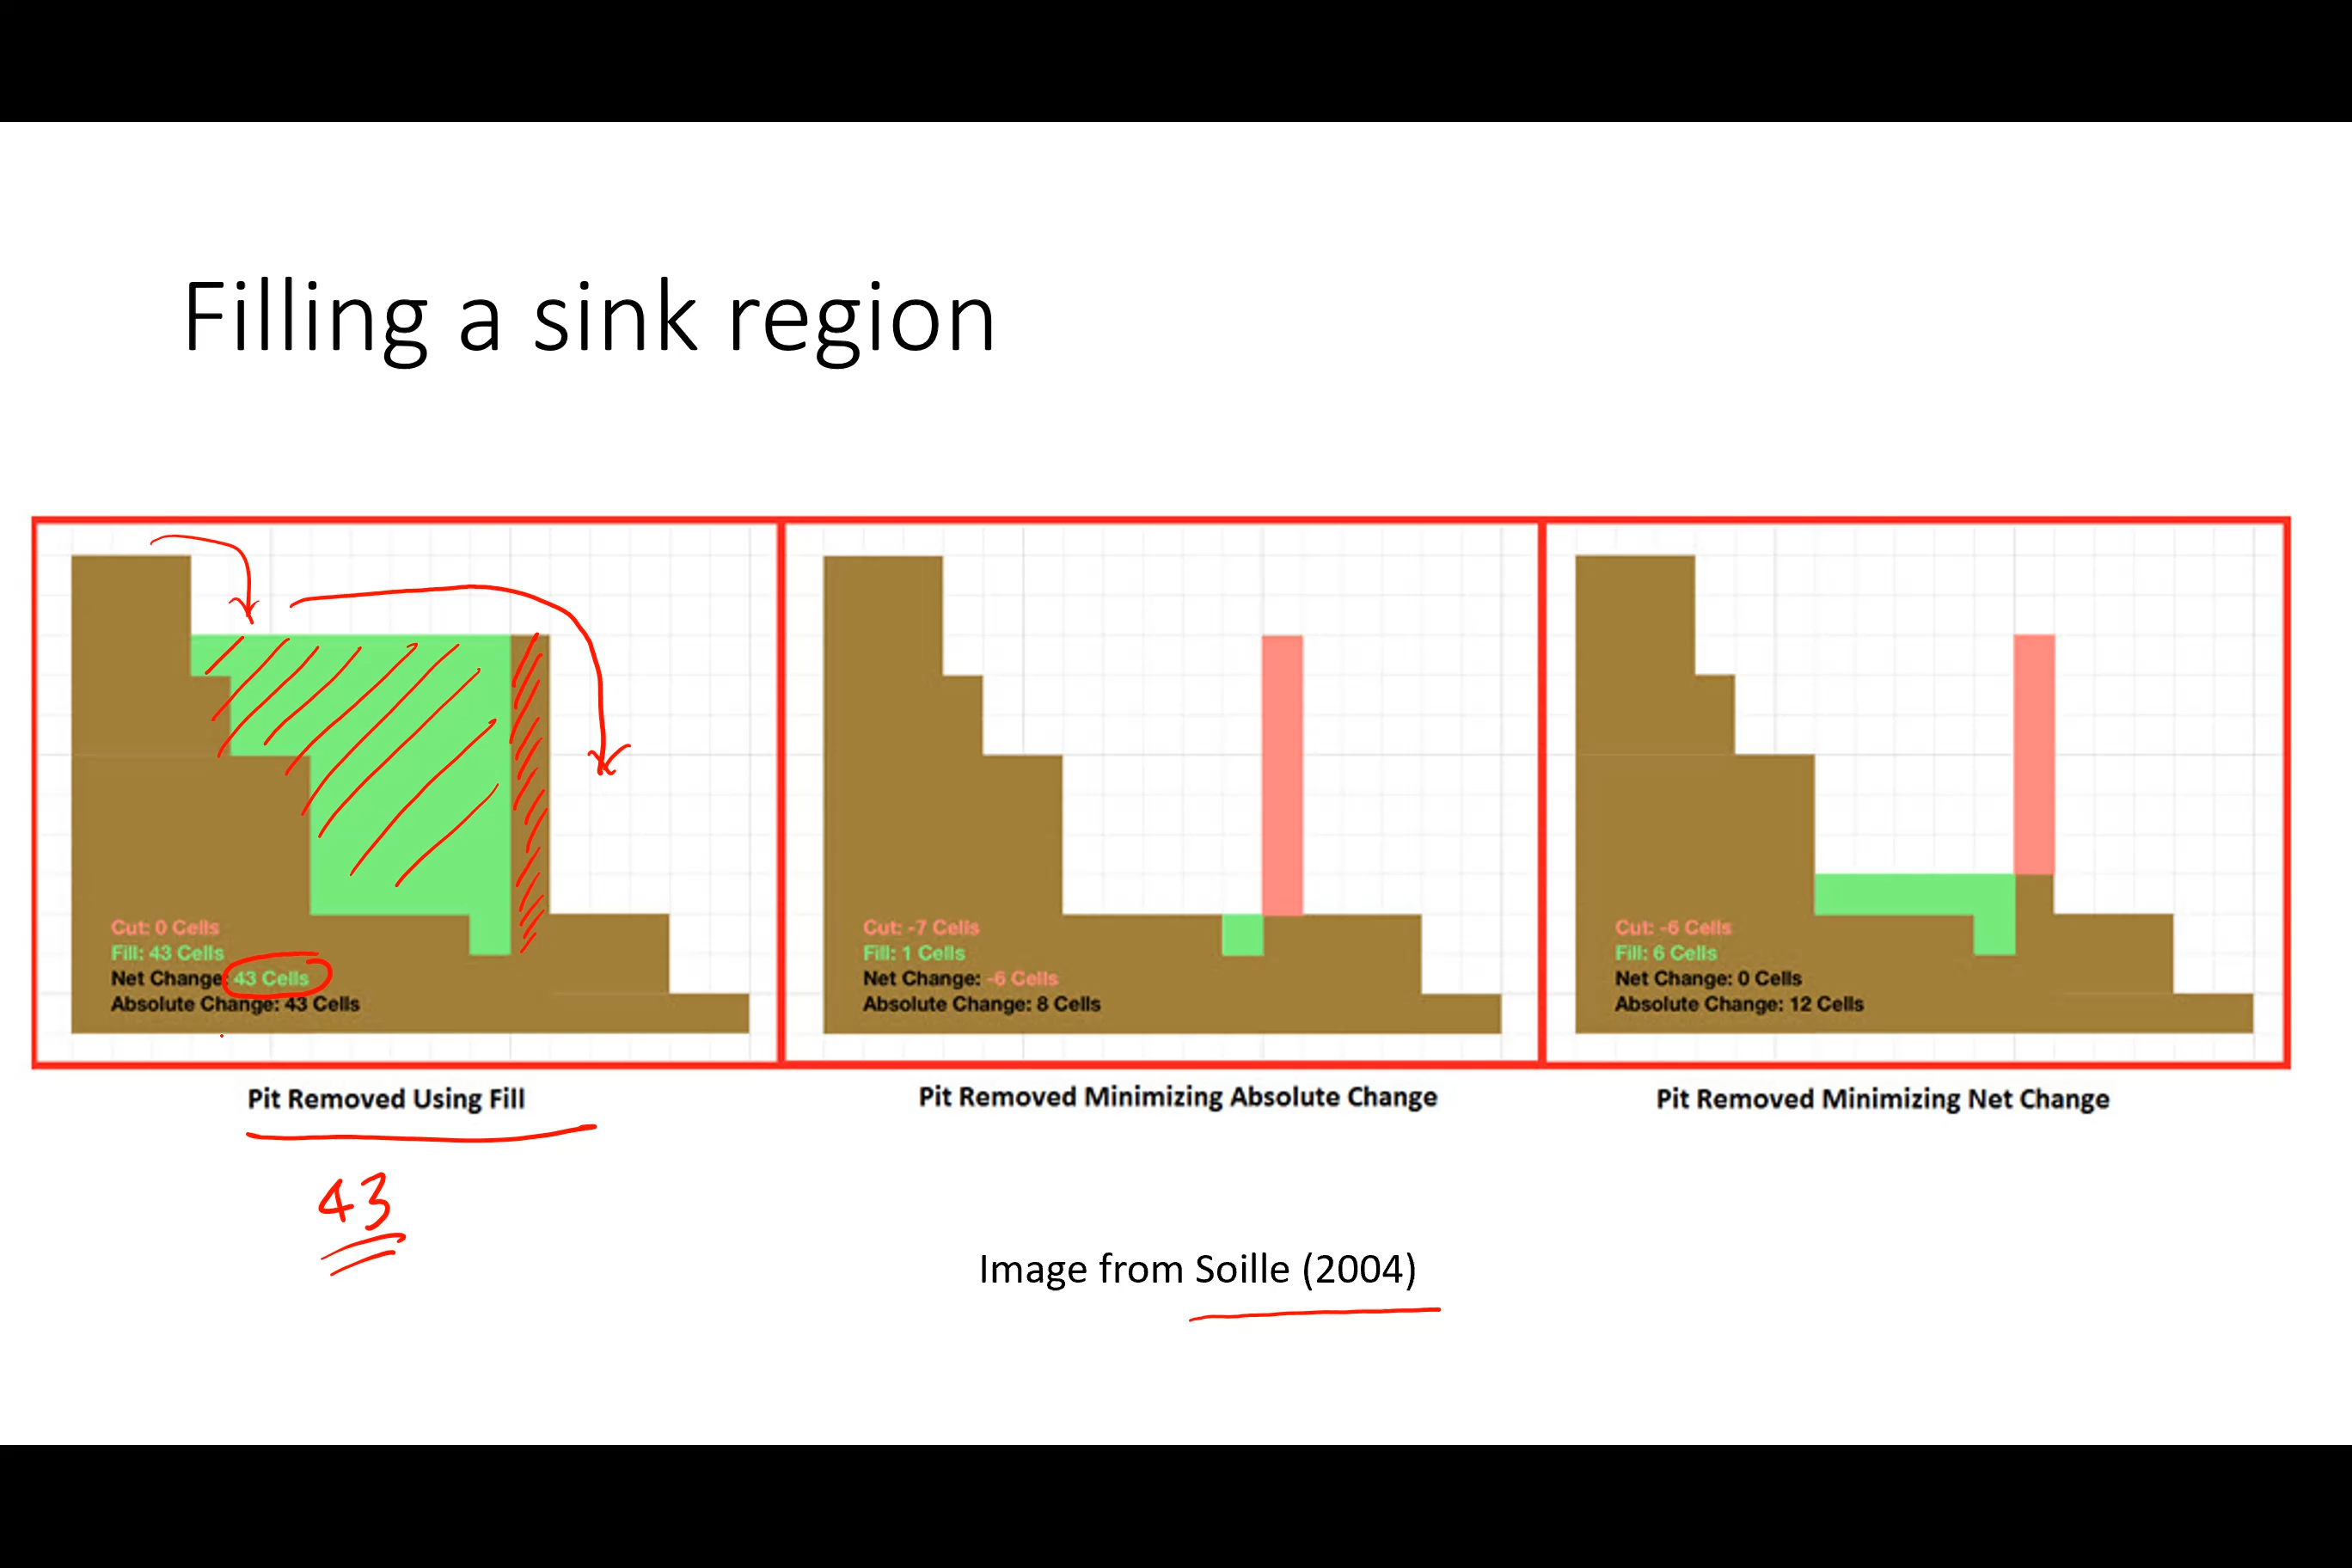 Filling a sink region
Cut: 0 Cells
Fill: 43 Cells
Net Change: 43 Cells
Absolute Change: 43 Cells
Cut: -7 Cells
Fill: 1 Cells
Net Change: -6 Cells
Absolute Change: 8 Cells
Cut: -6 Cells
Fill: 6 Cells
Net Change: 0 Cells
Absolute Change: 12 Cells
Pit Removed Using Fill
Pit Removed Minimizing Absolute Change
Pit Removed Minimizing Net Change
43
Image from Soille (2004)